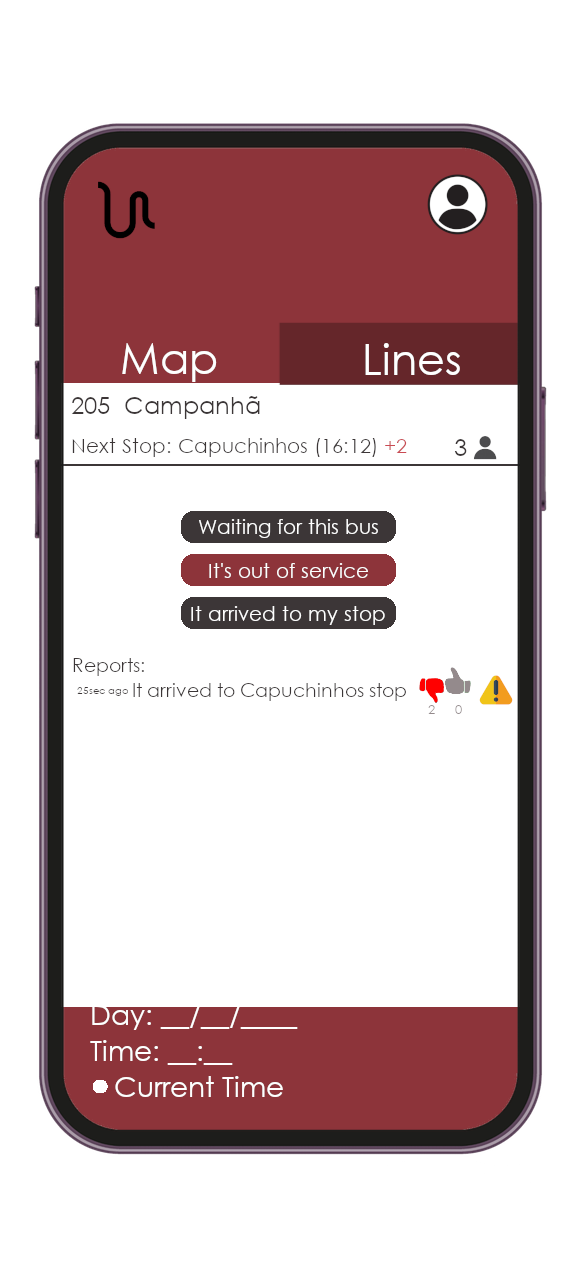 Map Lines
205 Campanhã
Next Stop: Capuchinhos (16:12) +2 3
Waiting for this bus
It's out of service
It arrived to my stop
Reports:
25sec ago It arrived to Capuchinhos stop
2 0
Day: __/__/____
Time: __:__
Current Time